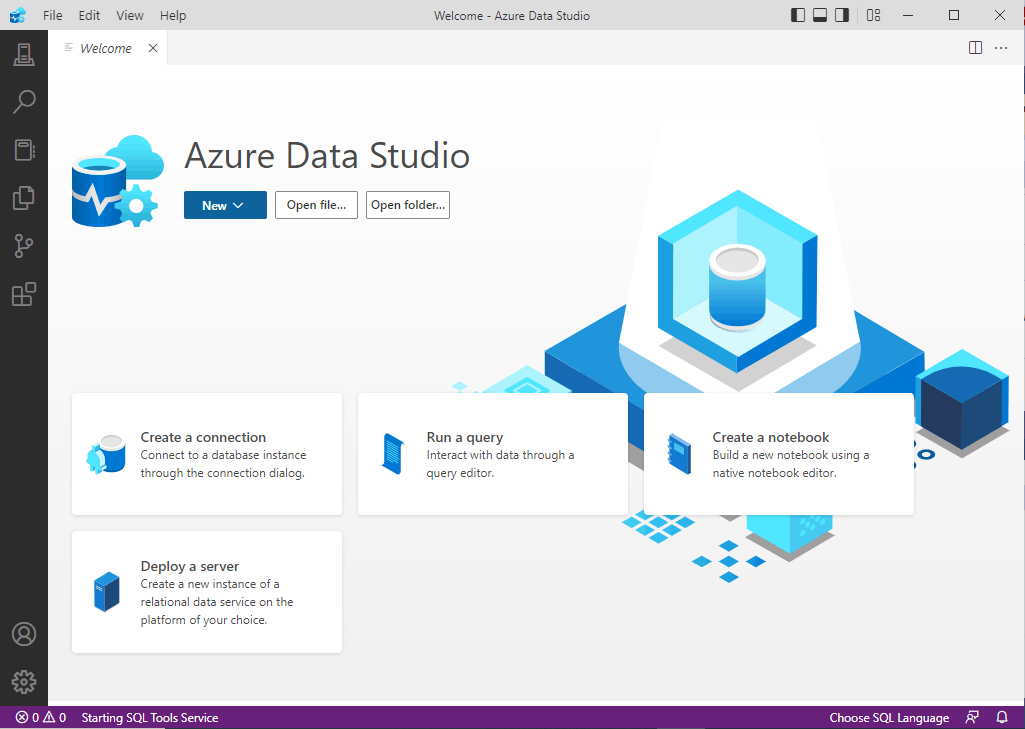 File Edit View Help
Welcome - Azure Data Studio
Welcome
Azure Data Studio
New
Open file...
Open folder...
Create a connection
Connect to a database instance
through the connection dialog.
Run a query
Interact with data through a
query editor.
Create a notebook
Build a new notebook using a
native notebook editor.
Deploy a server
Create a new instance of a
relational data service on the
platform of your choice.
0 0 Starting SQL Tools Service
Choose SQL Language